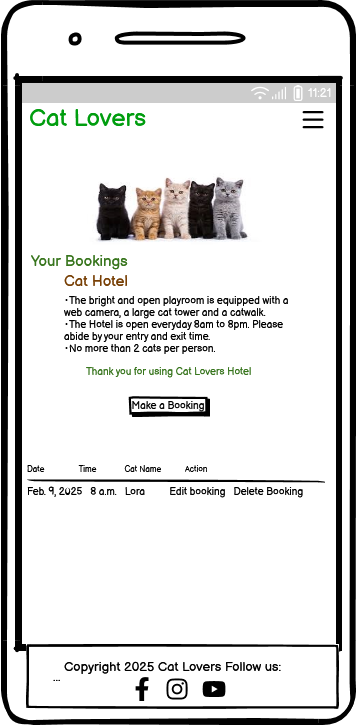 11:21
Cat Lovers
Your Bookings
Cat Hotel
•The bright and open playroom is equipped with a
web camera, a large cat tower and a catwalk.
•The Hotel is open everyday 8am to 8pm. Please
abide by your entry and exit time.
•No more than 2 cats per person.
Thank you for using Cat Lovers Hotel
Make a Booking
Date Time Cat Name Action
Feb. 9, 2025 8 a.m. Lora Edit booking Delete Booking
Copyright 2025 Cat Lovers Follow us:
...